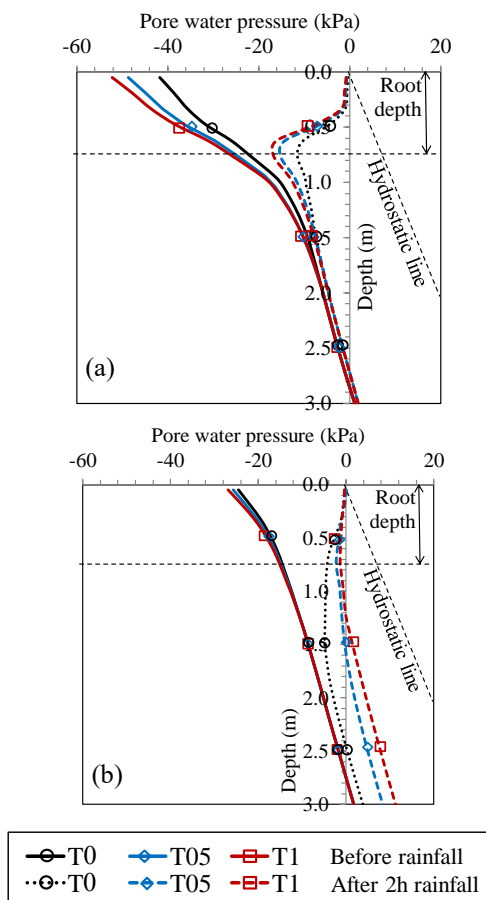 Pore water pressure (kPa)
-60 -40 -20 0 20
0.0
Root
depth
0.5
1.0
Hydrostatic line
1.5
Depth (m)
2.0
2.5
(a)
3.0
Pore water pressure (kPa)
-60 -40 -20 0 20
0.0
Root
depth
0.5
1.0
Hydrostatic line
1.5
2.0
Depth (m)
2.5
(b)
3.0
T0 T05 T1 Before rainfall
T0 T05 T1 After 2h rainfall